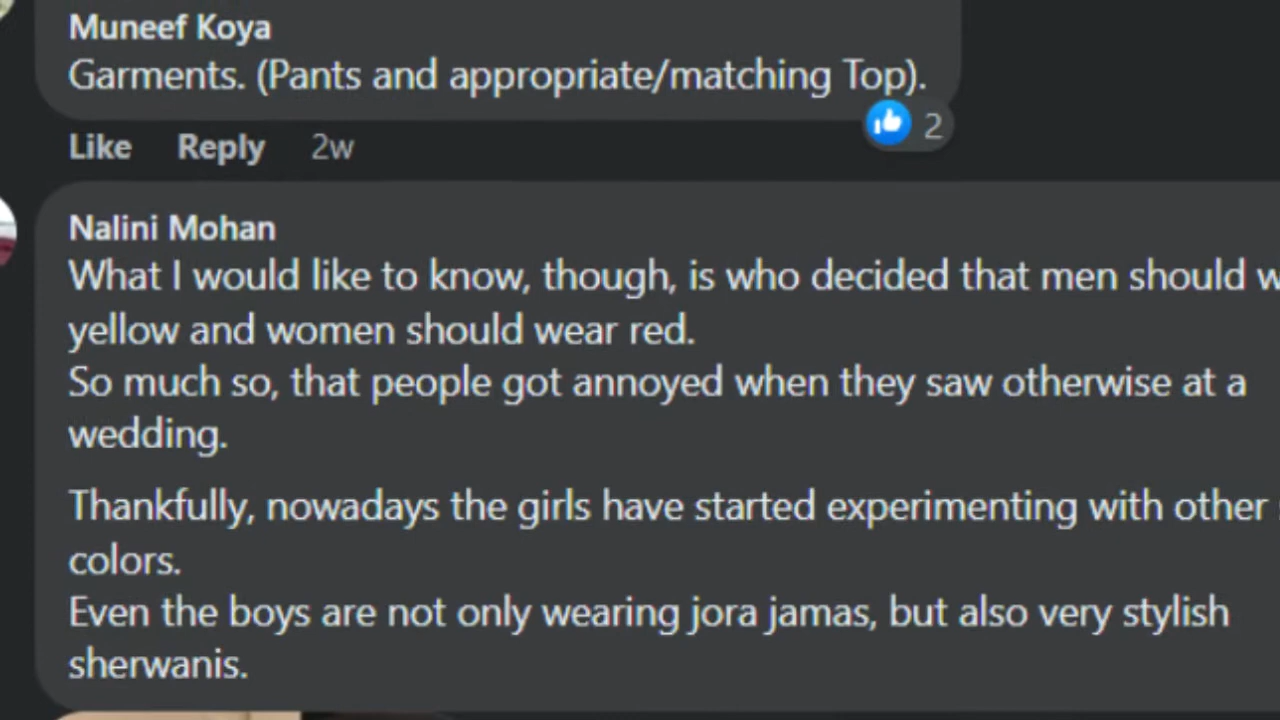 Muneef Koya
Garments. (Pants and appropriate/matching Top).
2
Like Reply 2w
Nalini Mohan
What I would like to know, though, is who decided that men should
yellow and women should wear red.
So much so, that people got annoyed when they saw otherwise at a
wedding.
Thankfully, nowadays the girls have started experimenting with other
colors.
Even the boys are not only wearing jora jamas, but also very stylish
sherwanis.